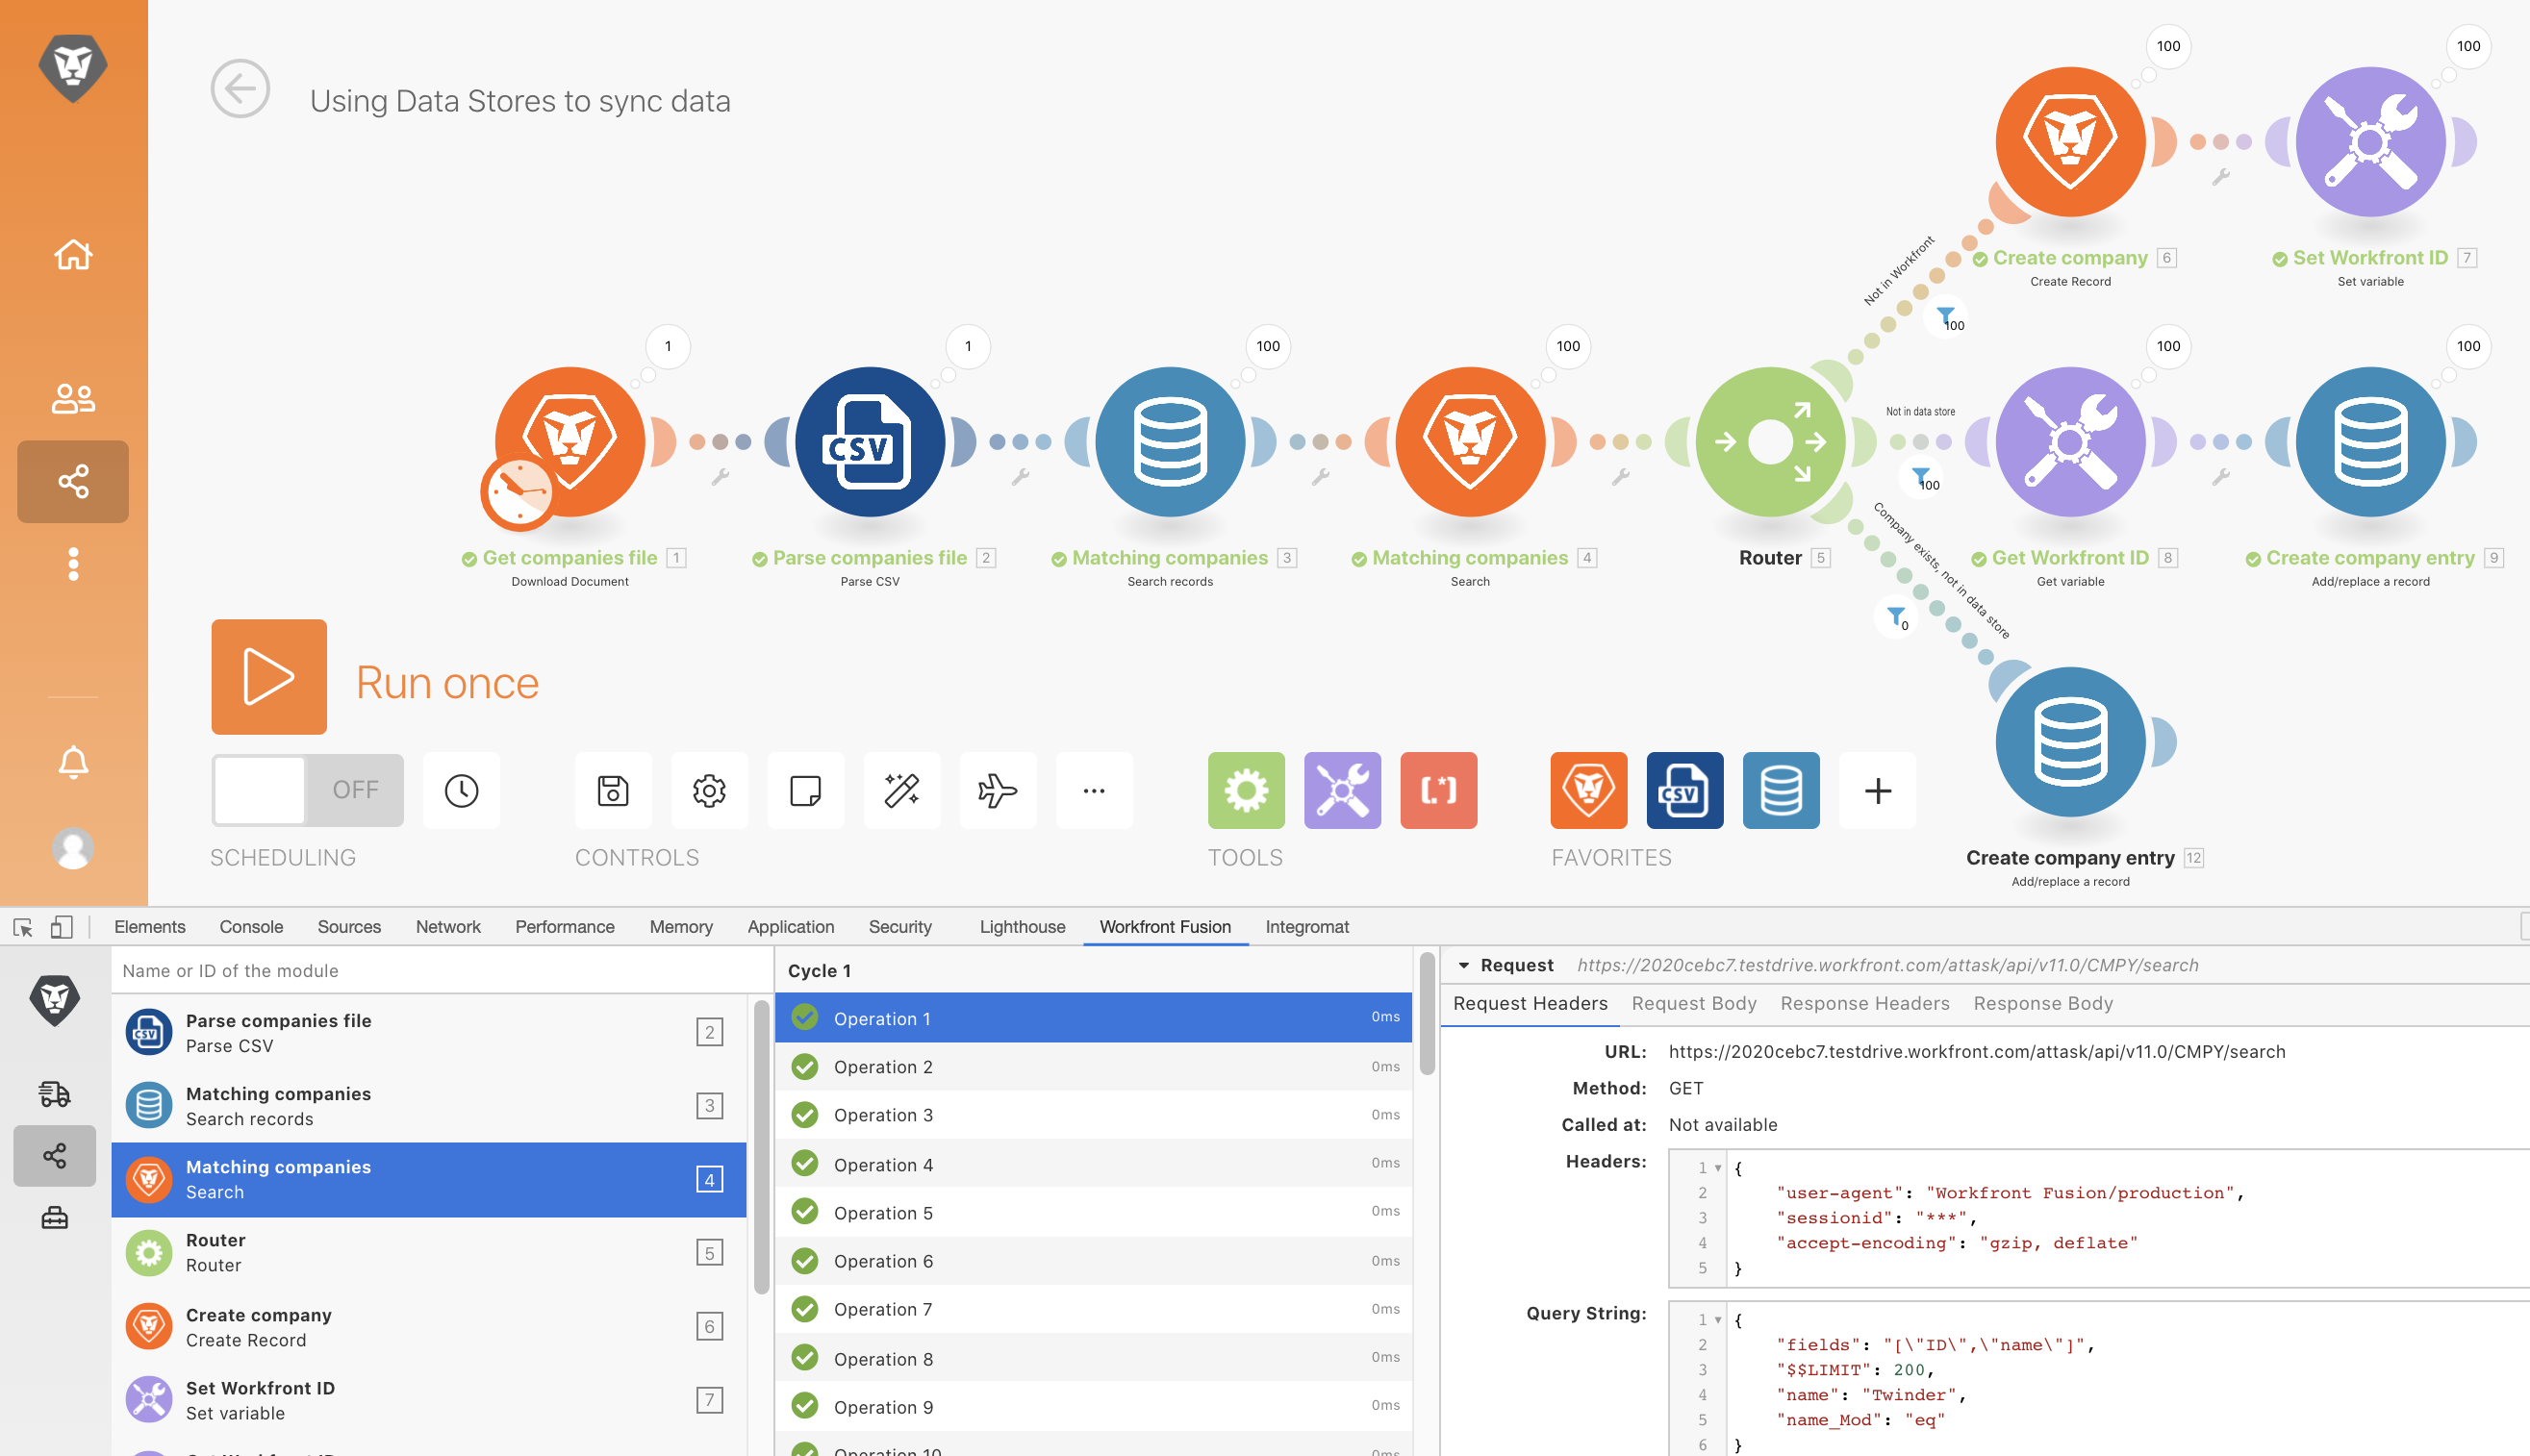 Using Data Stores to sync data
100
100
Create company 6
Create Record
Set Workfront ID 7
Set variable
Not in Workfront
100
1
1
100
100
100
100
CSV
Not in data store
100
Get companies file 1
Download Document
Parse companies file 2
Parse CSV
Matching companies 3
Search records
Matching companies 4
Search
Router 5
Get Workfront ID 8
Get variable
Create company entry 9
Add/replace a record
Company exists, not in data store
0
Run once
OFF
[.*]
CSV
SCHEDULING
CONTROLS
TOOLS
FAVORITES
Create company entry 12
Add/replace a record
Elements Console Sources Network Performance Memory Application Security Lighthouse Workfront Fusion Integromat
Name or ID of the module
CSV
Parse companies file
Parse CSV
2
Matching companies
Search records
3
Matching companies
Search
4
Router
Router
5
Create company
Create Record
6
Set Workfront ID
Set variable
7
Cycle 1
Operation 1 0ms
Operation 2 0ms
Operation 3 0ms
Operation 4 0ms
Operation 5 0ms
Operation 6 0ms
Operation 7 0ms
Operation 8 0ms
Operation 9 0ms
Operation 10 0ms
Request https://2020cebc7.testdrive.workfront.com/attask/api/v11.0/CMPY/search
Request Headers Request Body Response Headers Response Body
URL: https://2020cebc7.testdrive.workfront.com/attask/api/v11.0/CMPY/search
Method: GET
Called at: Not available
Headers:
1 {
2 "user-agent": "Workfront Fusion/production",
3 "sessionid": "***",
4 "accept-encoding": "gzip, deflate"
5 }
Query String:
1 {
2 "fields": "[\"ID\",\"name\"]",
3 "$$LIMIT": 200,
4 "name": "Twinder",
5 "name_Mod": "eq"
6 }